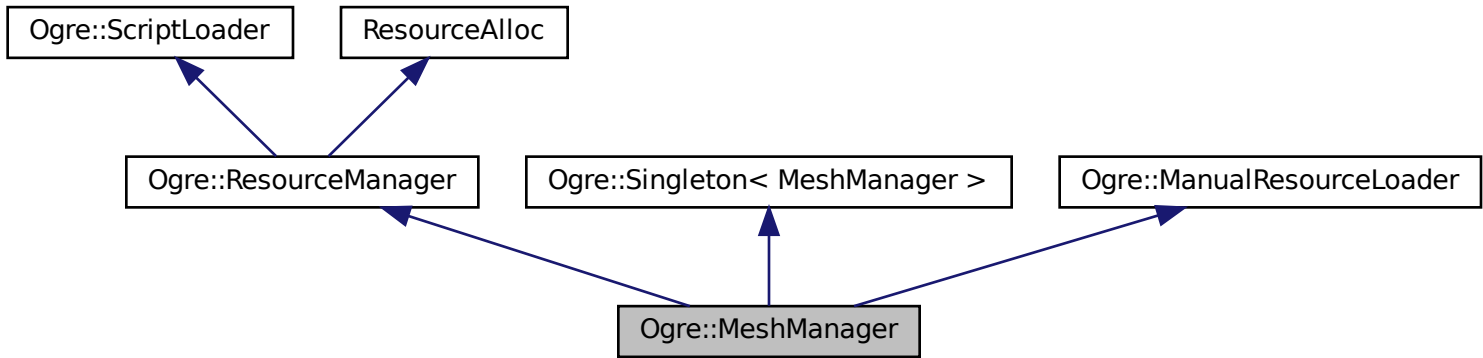 Ogre::ScriptLoader
ResourceAlloc
Ogre::ResourceManager
Ogre::Singleton< MeshManager >
Ogre::ManualResourceLoader
Ogre::MeshManager